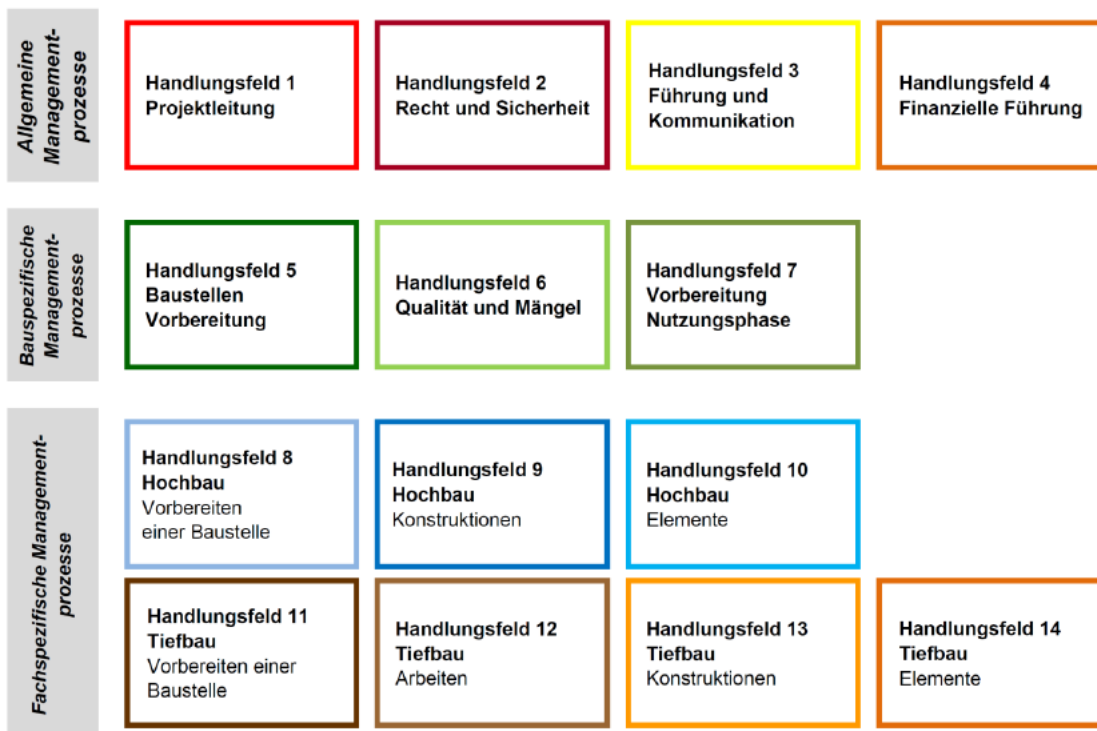 Allgemeine
Management-
prozesse
Handlungsfeld 1
Projektleitung
Handlungsfeld 2
Recht und Sicherheit
Handlungsfeld 3
Führung und
Kommunikation
Handlungsfeld 4
Finanzielle Führung
Bauspezifische
Management-
prozesse
Handlungsfeld 5
Baustellen
Vorbereitung
Handlungsfeld 6
Qualität und Mängel
Handlungsfeld 7
Vorbereitung
Nutzungsphase
Fachspezifische Management-
prozesse
Handlungsfeld 8
Hochbau
Vorbereiten
einer Baustelle
Handlungsfeld 9
Hochbau
Konstruktionen
Handlungsfeld 10
Hochbau
Elemente
Handlungsfeld 11
Tiefbau
Vorbereiten einer
Baustelle
Handlungsfeld 12
Tiefbau
Arbeiten
Handlungsfeld 13
Tiefbau
Konstruktionen
Handlungsfeld 14
Tiefbau
Elemente